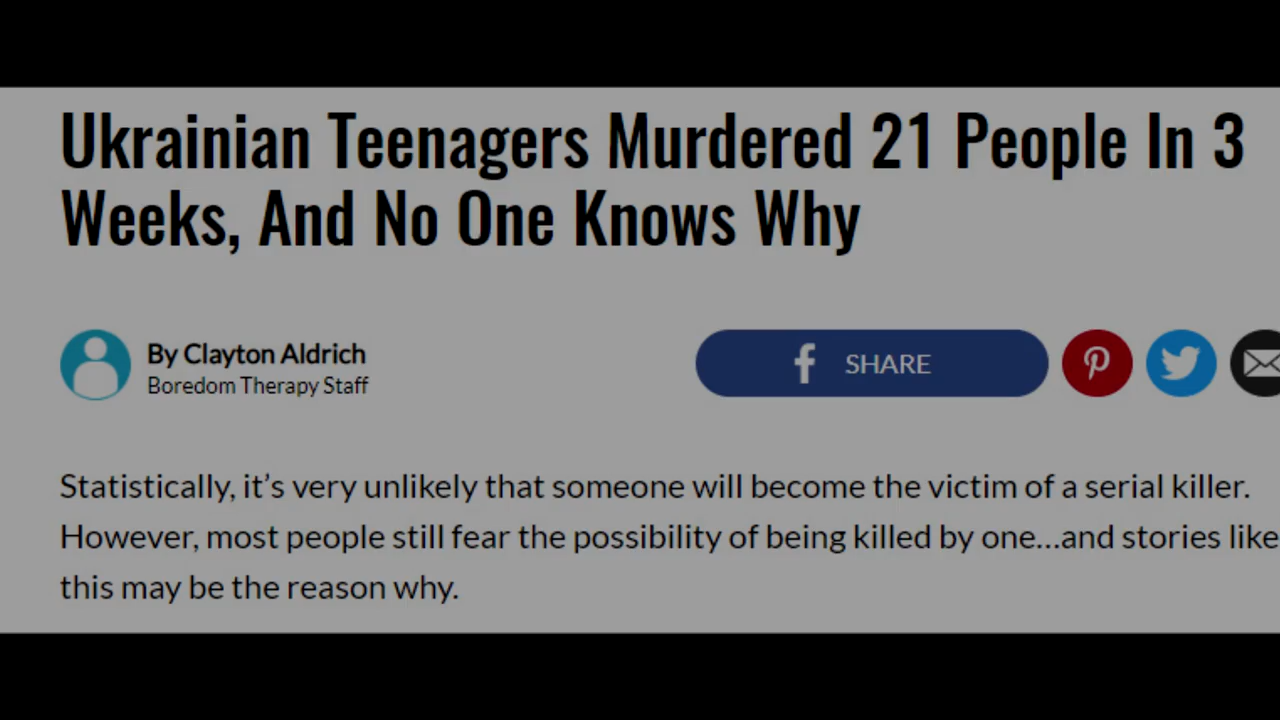 Ukrainian Teenagers Murdered 21 People In 3
Weeks, And No One Knows Why
By Clayton Aldrich
Boredom Therapy Staff
SHARE
Statistically, it’s very unlikely that someone will become the victim of a serial killer.
However, most people still fear the possibility of being killed by one…and stories like
this may be the reason why.